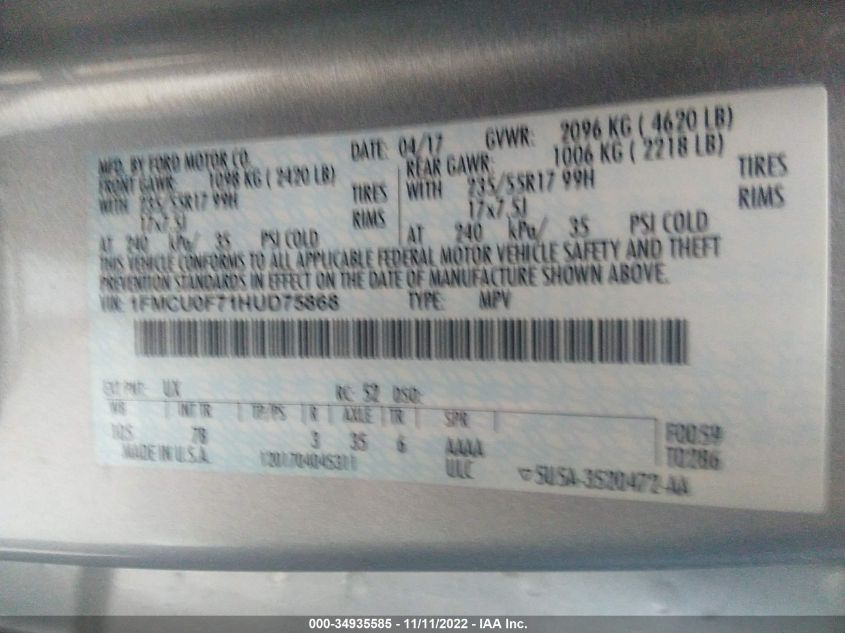 MFD. BY FORD MOTOR CO. DATE: 04/17 GVWR: 2096 KG ( 4620 LB)
FRONT GAWR: 1098 KG ( 2420 LB) REAR GAWR: 1006 KG ( 2218 LB)
WITH 235/55R17 99H TIRES WITH 235/55R17 99H TIRES
17x7.5J RIMS 17x7.5J RIMS
AT 240 kPa/ 35 PSI COLD AT 240 kPa/ 35 PSI COLD
THIS VEHICLE CONFORMS TO ALL APPLICABLE FEDERAL MOTOR VEHICLE SAFETY AND THEFT
PREVENTION STANDARDS IN EFFECT ON THE DATE OF MANUFACTURE SHOWN ABOVE.
VIN: 1FMCU0F71HUD75868 TYPE: MPV
EXT PNT: UX RC: 52 DSO:
WB INT TR TP/PS R AXLE TR SPR
105 78 3 35 6 AAAA F0059
T0286
MADE IN U.S.A. 120170404S311 ULC 5U5A-3520472-AA
000-34935585 - 11/11/2022 - IAA Inc.